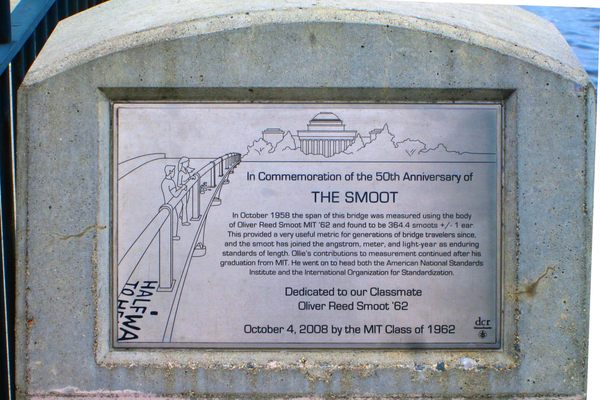 In Commemoration of the 50th Anniversary of
THE SMOOT
In October 1958 the span of this bridge was measured using the body
of Oliver Reed Smoot MIT '62 and found to be 364.4 smoots +/- 1 ear.
This provided a very useful metric for generations of bridge travelers since,
and the smoot has joined the angstrom, meter, and light-year as enduring
standards of length. Ollie's contributions to measurement continued after his
graduation from MIT. He went on to head both the American National Standards
Institute and the International Organization for Standardization.
Dedicated to our Classmate
Oliver Reed Smoot '62
October 4, 2008 by the MIT Class of 1962
dcr
HALFWA
TO HE